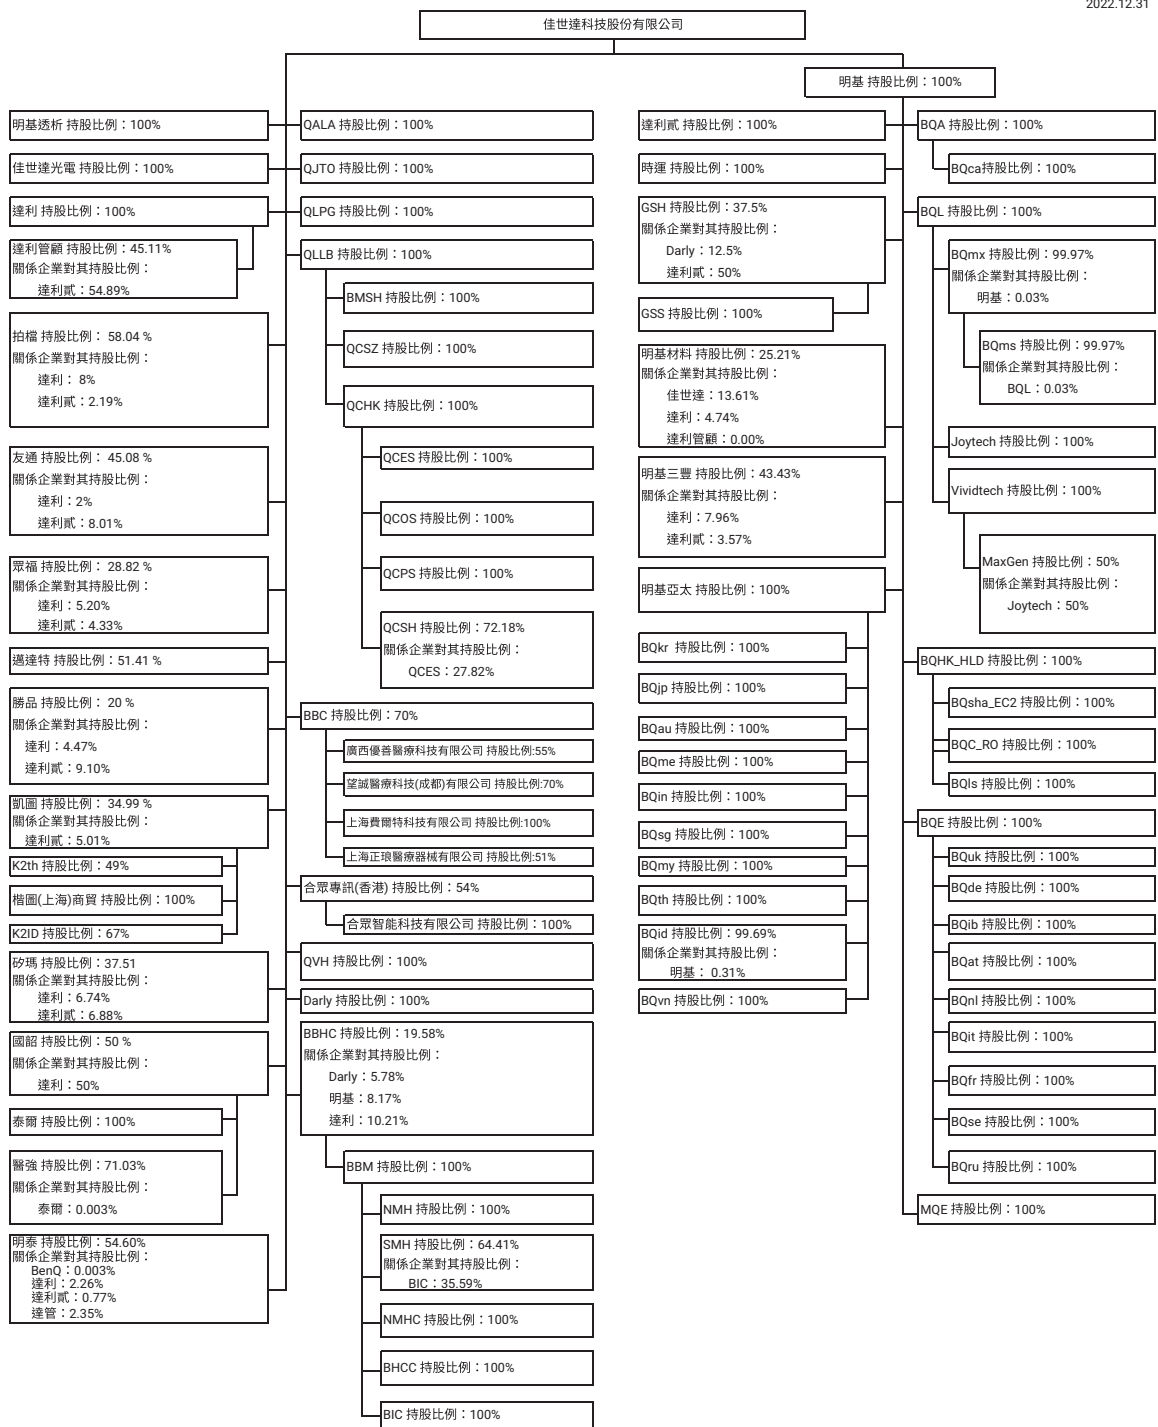 2022.12.31
佳世達科技股份有限公司
明基 持股比例：100%
明基透析 持股比例：100%
佳世達光電 持股比例：100%
達利 持股比例：100%
達利管顧 持股比例：45.11%
關係企業對其持股比例：
達利貳：54.89%
拍檔 持股比例： 58.04 %
關係企業對其持股比例：
達利： 8%
達利貳：2.19%
友通 持股比例： 45.08 %
關係企業對其持股比例：
達利：2%
達利貳：8.01%
眾福 持股比例： 28.82 %
關係企業對其持股比例：
達利：5.20%
達利貳：4.33%
邁達特 持股比例：51.41 %
勝品 持股比例： 20 %
關係企業對其持股比例：
達利：4.47%
達利貳：9.10%
凱圖 持股比例： 34.99 %
關係企業對其持股比例：
達利貳：5.01%
K2th 持股比例：49%
楷圖(上海)商貿 持股比例：100%
K2ID 持股比例：67%
矽瑪 持股比例：37.51
關係企業對其持股比例：
達利：6.74%
達利貳：6.88%
國韶 持股比例：50 %
關係企業對其持股比例：
達利：50%
泰爾 持股比例：100%
醫強 持股比例：71.03%
關係企業對其持股比例：
泰爾：0.003%
明泰 持股比例：54.60%
關係企業對其持股比例：
BenQ：0.003%
達利：2.26%
達利貳：0.77%
達管：2.35%
QALA 持股比例：100%
QJTO 持股比例：100%
QLPG 持股比例：100%
QLLB 持股比例：100%
BMSH 持股比例：100%
QCSZ 持股比例：100%
QCHK 持股比例：100%
QCES 持股比例：100%
QCOS 持股比例：100%
QCPS 持股比例：100%
QCSH 持股比例：72.18%
關係企業對其持股比例：
QCES：27.82%
BBC 持股比例：70%
廣西優善醫療科技有限公司 持股比例:55%
望誠醫療科技(成都)有限公司 持股比例:70%
上海費爾特科技有限公司 持股比例:100%
上海正琅醫療器械有限公司 持股比例:51%
合眾專訊(香港) 持股比例：54%
合眾智能科技有限公司 持股比例：100%
QVH 持股比例：100%
Darly 持股比例：100%
BBHC 持股比例：19.58%
關係企業對其持股比例：
Darly：5.78%
明基：8.17%
達利：10.21%
BBM 持股比例：100%
NMH 持股比例：100%
SMH 持股比例：64.41%
關係企業對其持股比例：
BIC：35.59%
NMHC 持股比例：100%
BHCC 持股比例：100%
BIC 持股比例：100%
達利貳 持股比例：100%
時運 持股比例：100%
GSH 持股比例：37.5%
關係企業對其持股比例：
Darly：12.5%
達利貳：50%
GSS 持股比例：100%
明基材料 持股比例：25.21%
關係企業對其持股比例：
佳世達：13.61%
達利：4.74%
達利管顧：0.00%
明基三豐 持股比例：43.43%
關係企業對其持股比例：
達利：7.96%
達利貳：3.57%
明基亞太 持股比例：100%
BQkr 持股比例：100%
BQjp 持股比例：100%
BQau 持股比例：100%
BQme 持股比例：100%
BQin 持股比例：100%
BQsg 持股比例：100%
BQmy 持股比例：100%
BQth 持股比例：100%
BQid 持股比例：99.69%
關係企業對其持股比例：
明基： 0.31%
BQvn 持股比例：100%
BQA 持股比例：100%
BQca持股比例：100%
BQL 持股比例：100%
BQmx 持股比例：99.97%
關係企業對其持股比例：
明基：0.03%
BQms 持股比例：99.97%
關係企業對其持股比例：
BQL：0.03%
Joytech 持股比例：100%
Vividtech 持股比例：100%
MaxGen 持股比例：50%
關係企業對其持股比例：
Joytech：50%
BQHK_HLD 持股比例：100%
BQsha_EC2 持股比例：100%
BQC_RO 持股比例：100%
BQls 持股比例：100%
BQE 持股比例：100%
BQuk 持股比例：100%
BQde 持股比例：100%
BQib 持股比例：100%
BQat 持股比例：100%
BQnl 持股比例：100%
BQit 持股比例：100%
BQfr 持股比例：100%
BQse 持股比例：100%
BQru 持股比例：100%
MQE 持股比例：100%